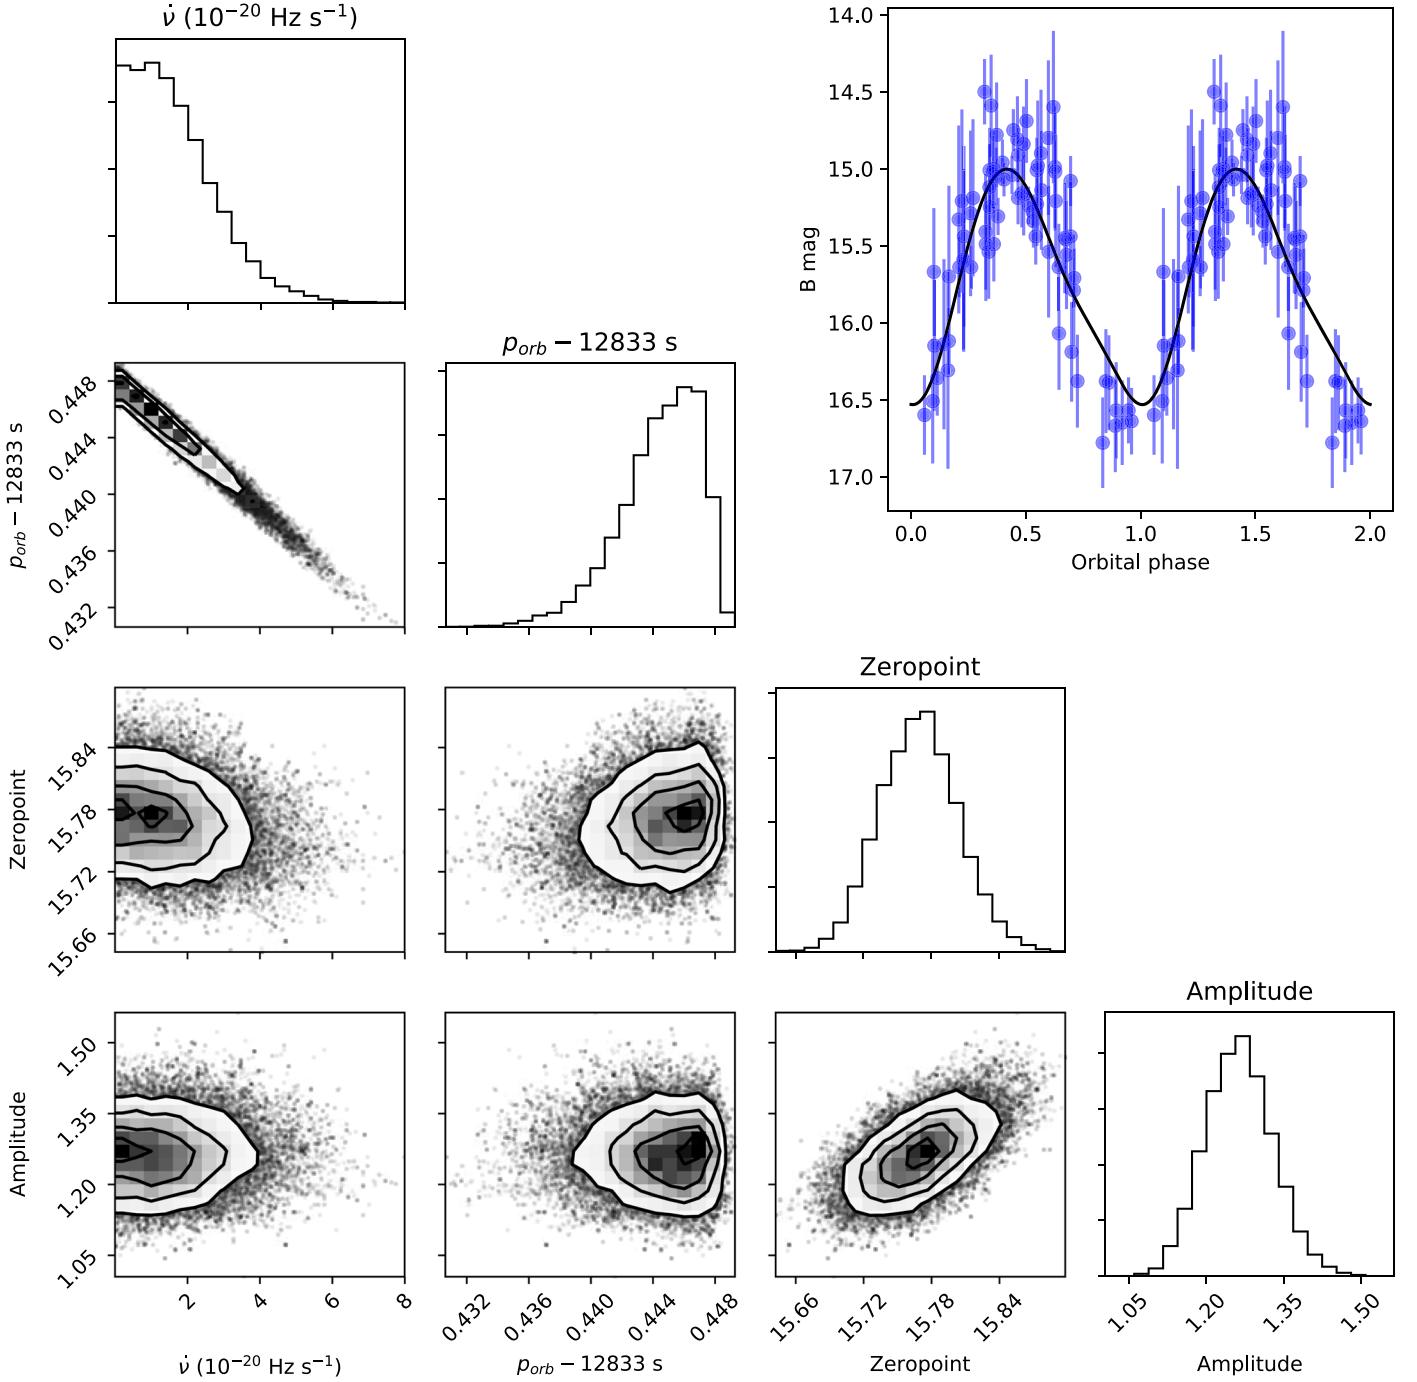 ν̇ (10⁻²⁰ Hz s⁻¹)
14.0
14.5
15.0
15.5
16.0
16.5
17.0
B mag
0.0 0.5 1.0 1.5 2.0
Orbital phase
p_orb − 12833 s
0.448
0.444
0.440
0.436
0.432
p_orb − 12833 s
Zeropoint
15.84
15.78
15.72
15.66
Zeropoint
Amplitude
1.50
1.35
1.20
1.05
Amplitude
2 4 6 8
ν̇ (10⁻²⁰ Hz s⁻¹)
0.432 0.436 0.440 0.444 0.448
p_orb − 12833 s
15.66 15.72 15.78 15.84
Zeropoint
1.05 1.20 1.35 1.50
Amplitude